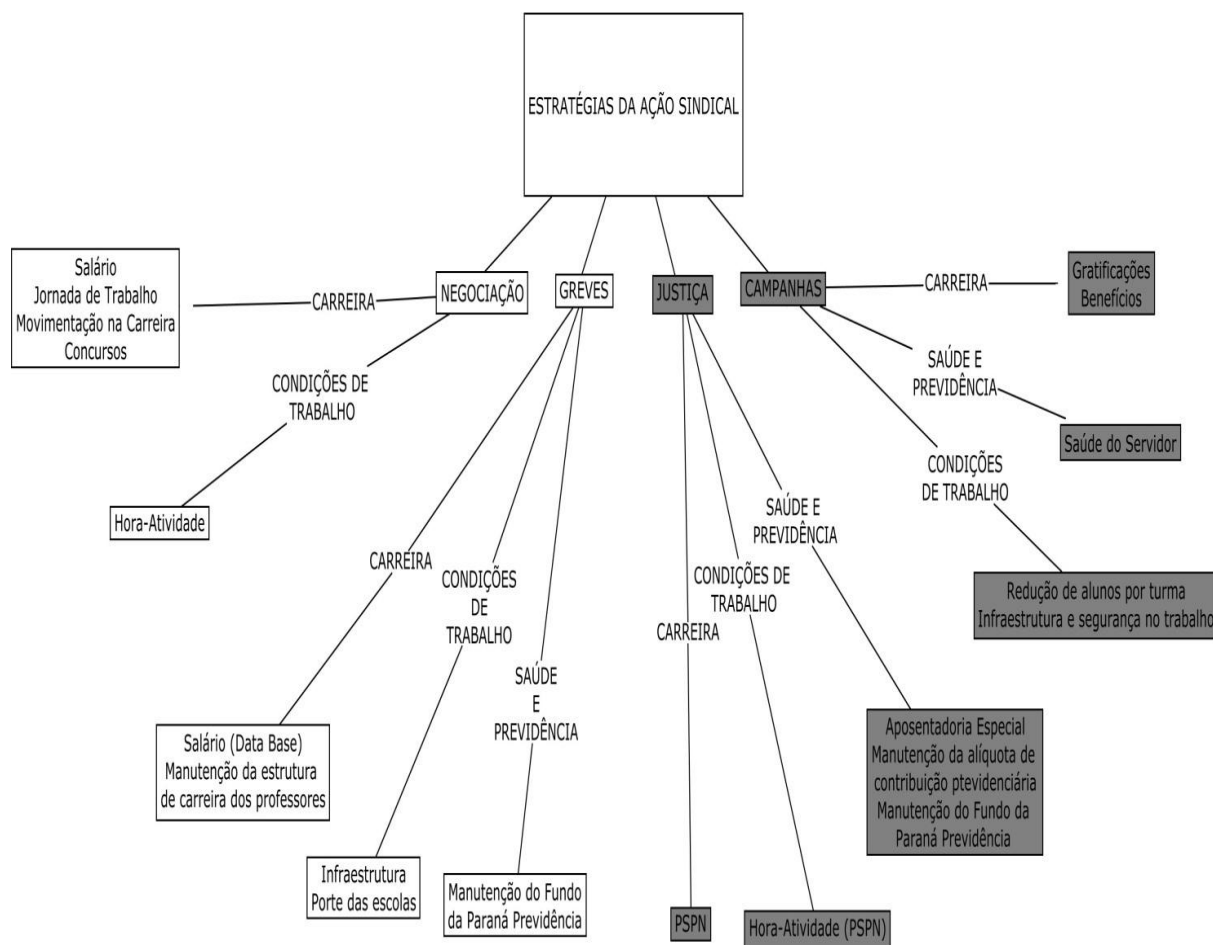 ESTRATÉGIAS DA AÇÃO SINDICAL
Salário
Jornada de Trabalho
Movimentação na Carreira
Concursos
CARREIRA
NEGOCIAÇÃO
GREVES
JUSTIÇA
CAMPANHAS
CARREIRA
Gratificações
Benefícios
CONDIÇÕES DE
TRABALHO
Hora-Atividade
SAÚDE E
PREVIDÊNCIA
Saúde do Servidor
CONDIÇÕES
DE TRABALHO
Redução de alunos por turma
Infraestrutura e segurança no trabalho
CARREIRA
Salário (Data Base)
Manutenção da estrutura
de carreira dos professores
CONDIÇÕES
DE
TRABALHO
Infraestrutura
Porte das escolas
SAÚDE
E
PREVIDÊNCIA
Manutenção do Fundo
da Paraná Previdência
CARREIRA
PSPN
CONDIÇÕES DE
TRABALHO
Hora-Atividade (PSPN)
SAÚDE E
PREVIDÊNCIA
Aposentadoria Especial
Manutenção da alíquota de
contribuição ptevidenciária
Manutenção do Fundo da
Paraná Previdência